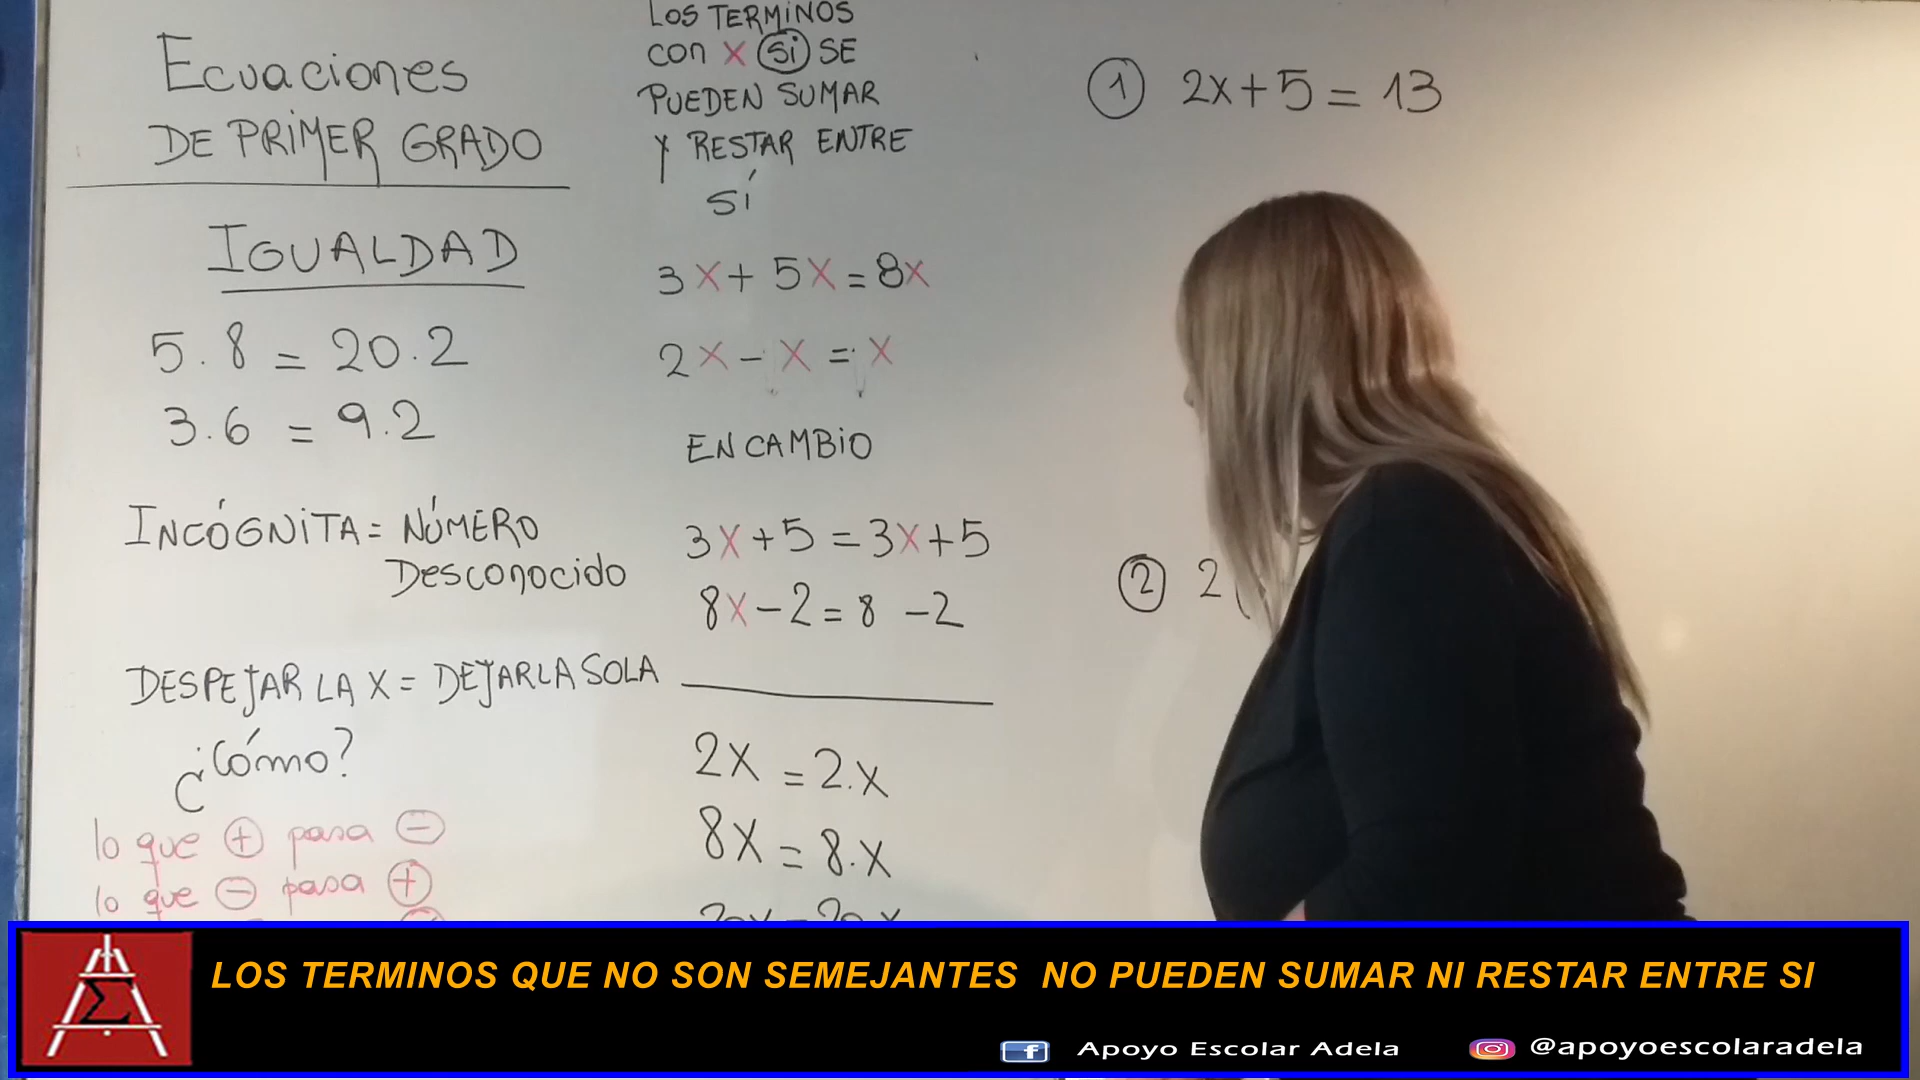 Ecuaciones
DE PRIMER GRADO
IGUALDAD
5.8 = 20.2
3.6 = 9.2
INCÓGNITA = NÚMERO
Desconocido
DESPEJAR LA X = DEJARLA SOLA
¿Cómo?
lo que + pasa -
lo que - pasa +
LOS TERMINOS
con X SI SE
PUEDEN SUMAR
Y RESTAR ENTRE
SÍ
3X + 5X = 8X
2X - X = X
EN CAMBIO
3X + 5 = 3X + 5
8X - 2 = 8 - 2
2X = 2.X
8X = 8.X
1 2x + 5 = 13
2 2(
LOS TERMINOS QUE NO SON SEMEJANTES NO PUEDEN SUMAR NI RESTAR ENTRE SI
f Apoyo Escolar Adela @apoyoescolaradela